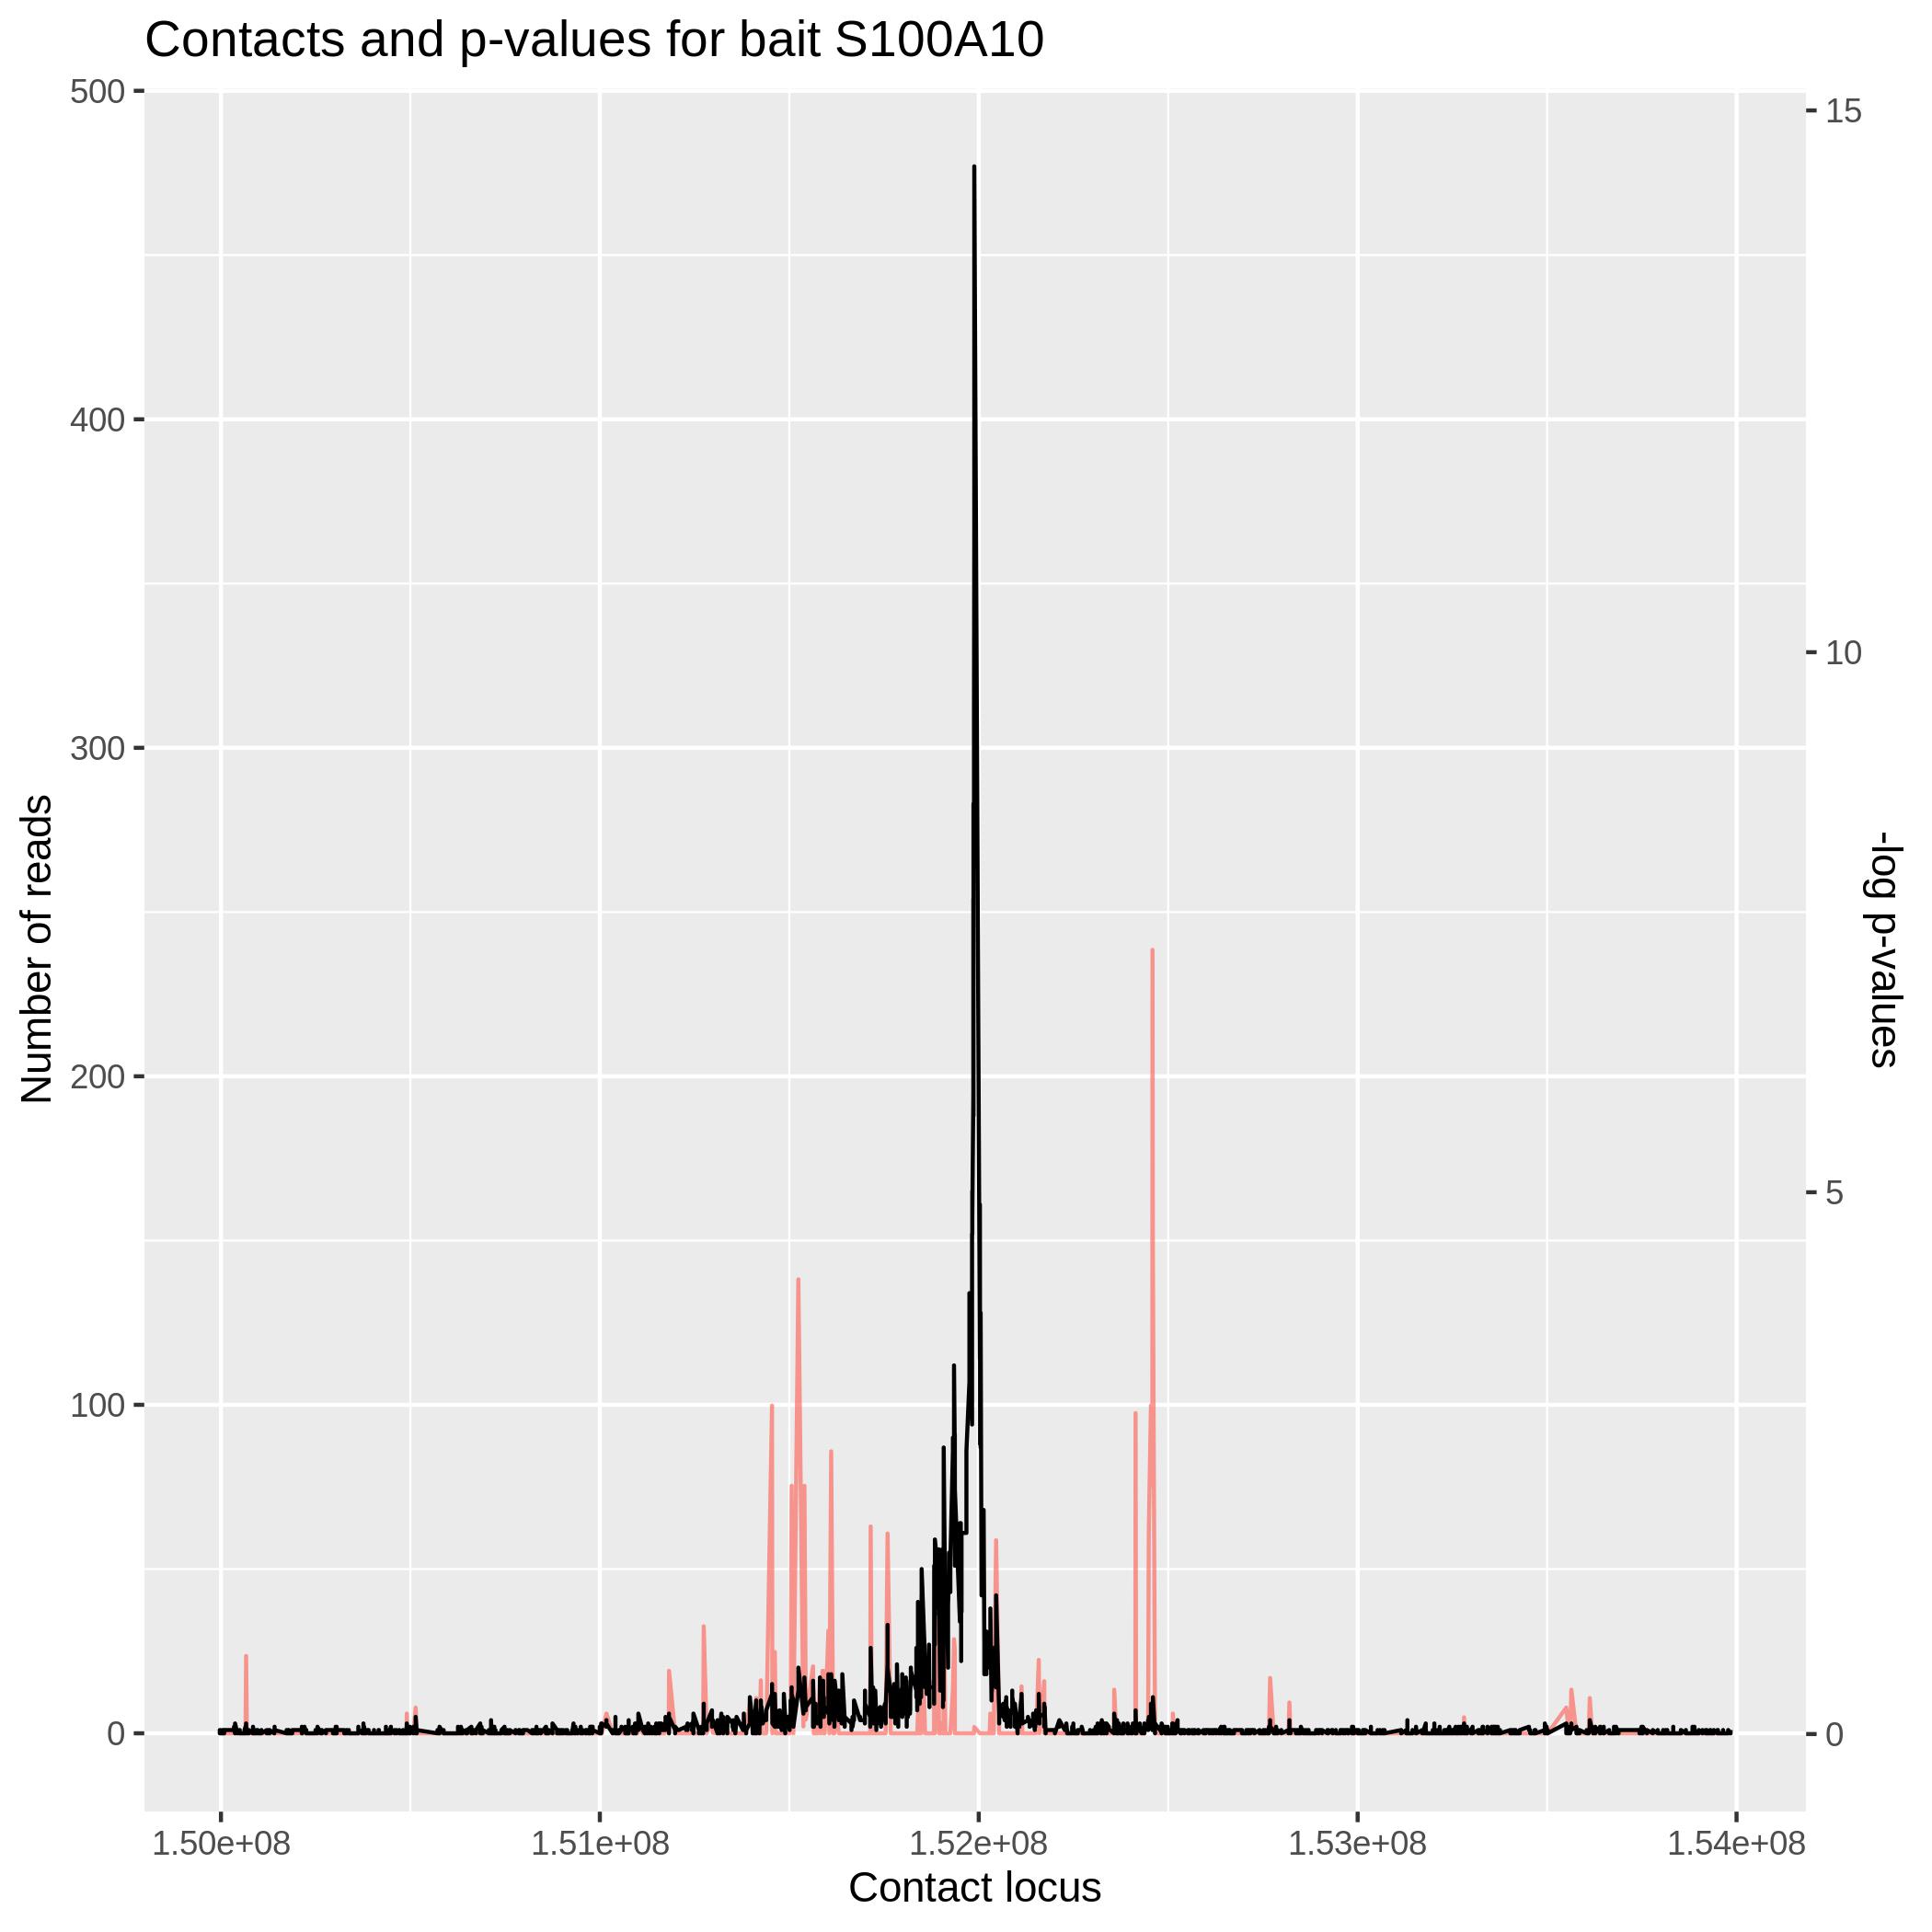 Contacts and p-values for bait S100A10
500
400
300
200
100
0
Number of reads
15
10
5
0
-log p-values
1.50e+08
1.51e+08
1.52e+08
1.53e+08
1.54e+08
Contact locus